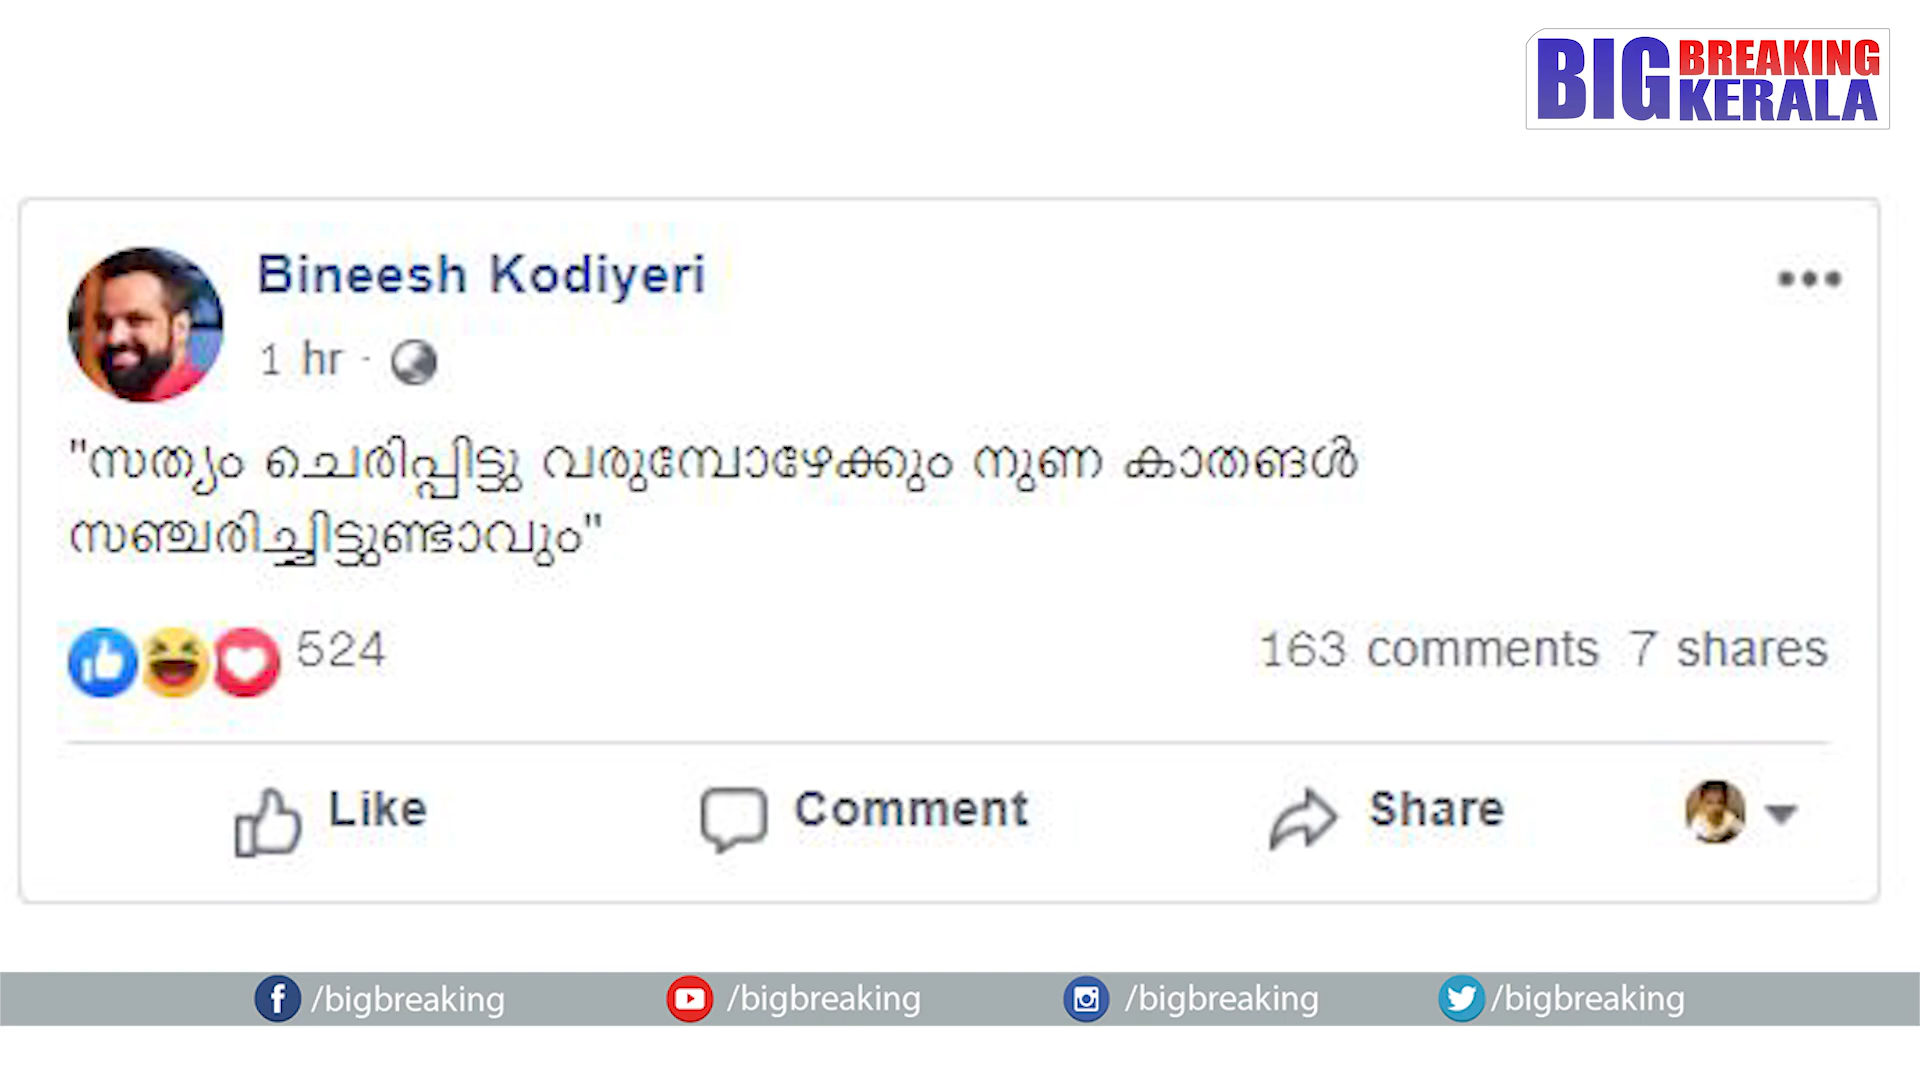 BIG BREAKING
KERALA
Bineesh Kodiyeri
1 hr ·
"സത്യം ചെരിപ്പിട്ടു വരുമ്പോഴേക്കും നുണ കാതങ്ങൾ
സഞ്ചരിച്ചിട്ടുണ്ടാവും"
524
163 comments 7 shares
Like Comment Share
/bigbreaking /bigbreaking /bigbreaking /bigbreaking